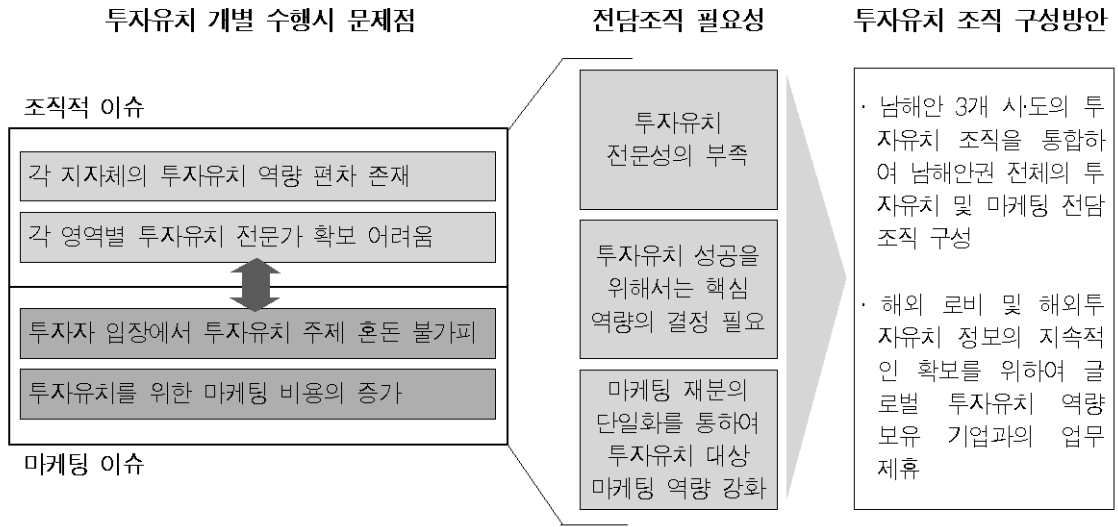 투자유치 개별 수행시 문제점
조직적 이슈
각 지자체의 투자유치 역량 편차 존재
각 영역별 투자유치 전문가 확보 어려움
투자자 입장에서 투자유치 주제 혼돈 불가피
투자유치를 위한 마케팅 비용의 증가
마케팅 이슈
전담조직 필요성
투자유치
전문성의 부족
투자유치 성공을
위해서는 핵심
역량의 결정 필요
마케팅 재분의
단일화를 통하여
투자유치 대상
마케팅 역량 강화
투자유치 조직 구성방안
· 남해안 3개 시·도의 투
자유치 조직을 통합하
여 남해안권 전체의 투
자유치 및 마케팅 전담
조직 구성
· 해외 로비 및 해외투
자유치 정보의 지속적
인 확보를 위하여 글
로벌 투자유치 역량
보유 기업과의 업무
제휴